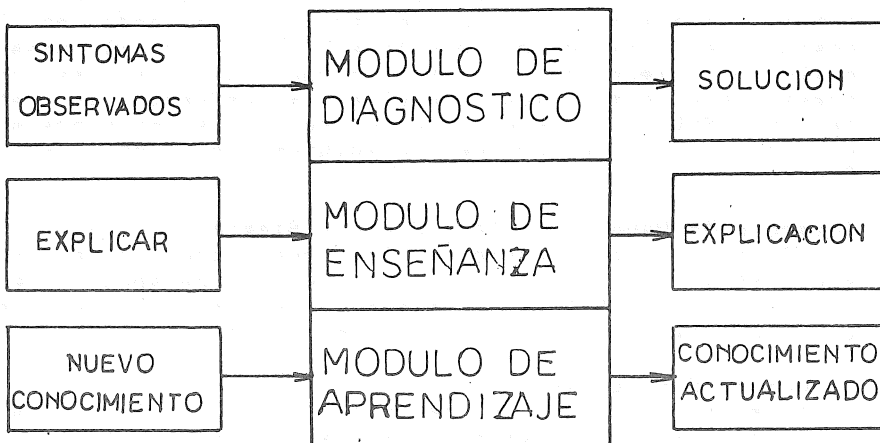 SINTOMAS
OBSERVADOS
MODULO DE
DIAGNOSTICO
SOLUCION
EXPLICAR
MODULO DE
ENSEÑANZA
EXPLICACION
NUEVO
CONOCIMIENTO
MODULO DE
APRENDIZAJE
CONOCIMIENTO
ACTUALIZADO